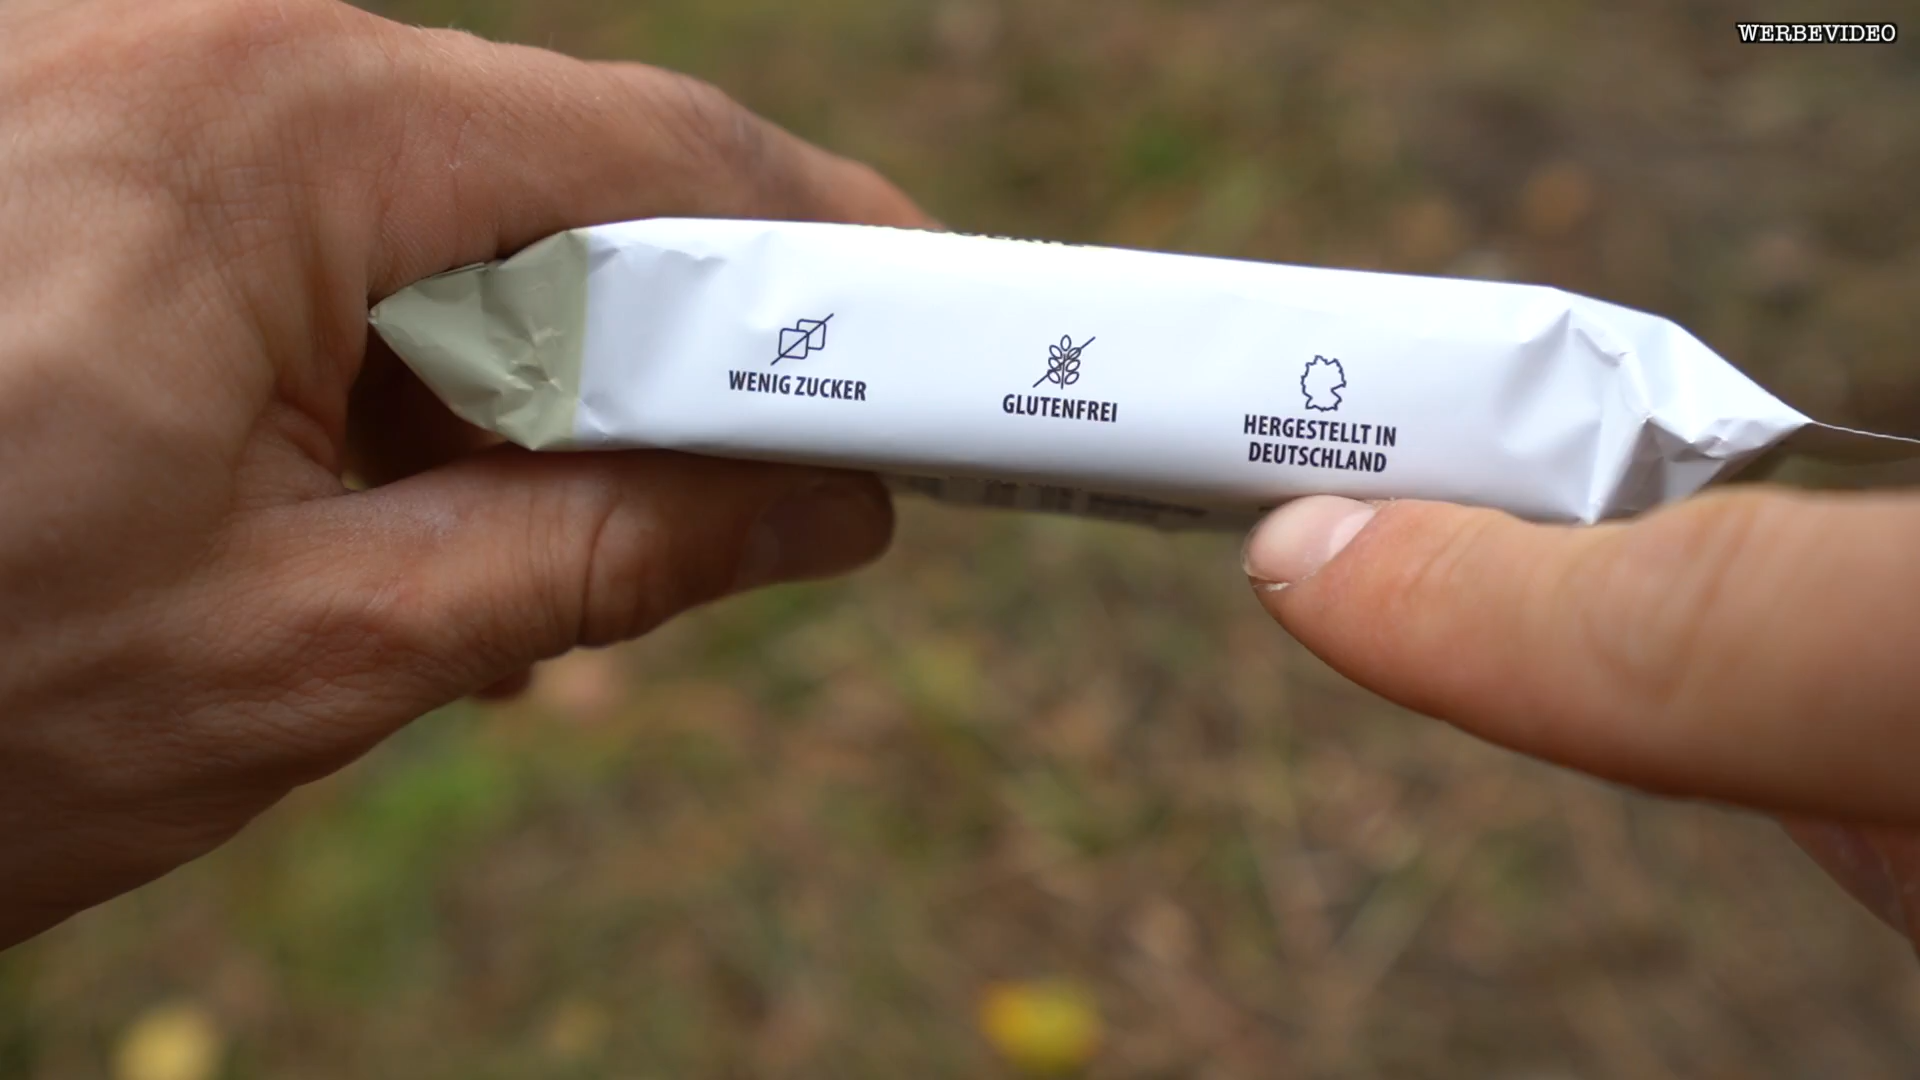 WERBEVIDEO
WENIG ZUCKER
GLUTENFREI
HERGESTELLT IN
DEUTSCHLAND